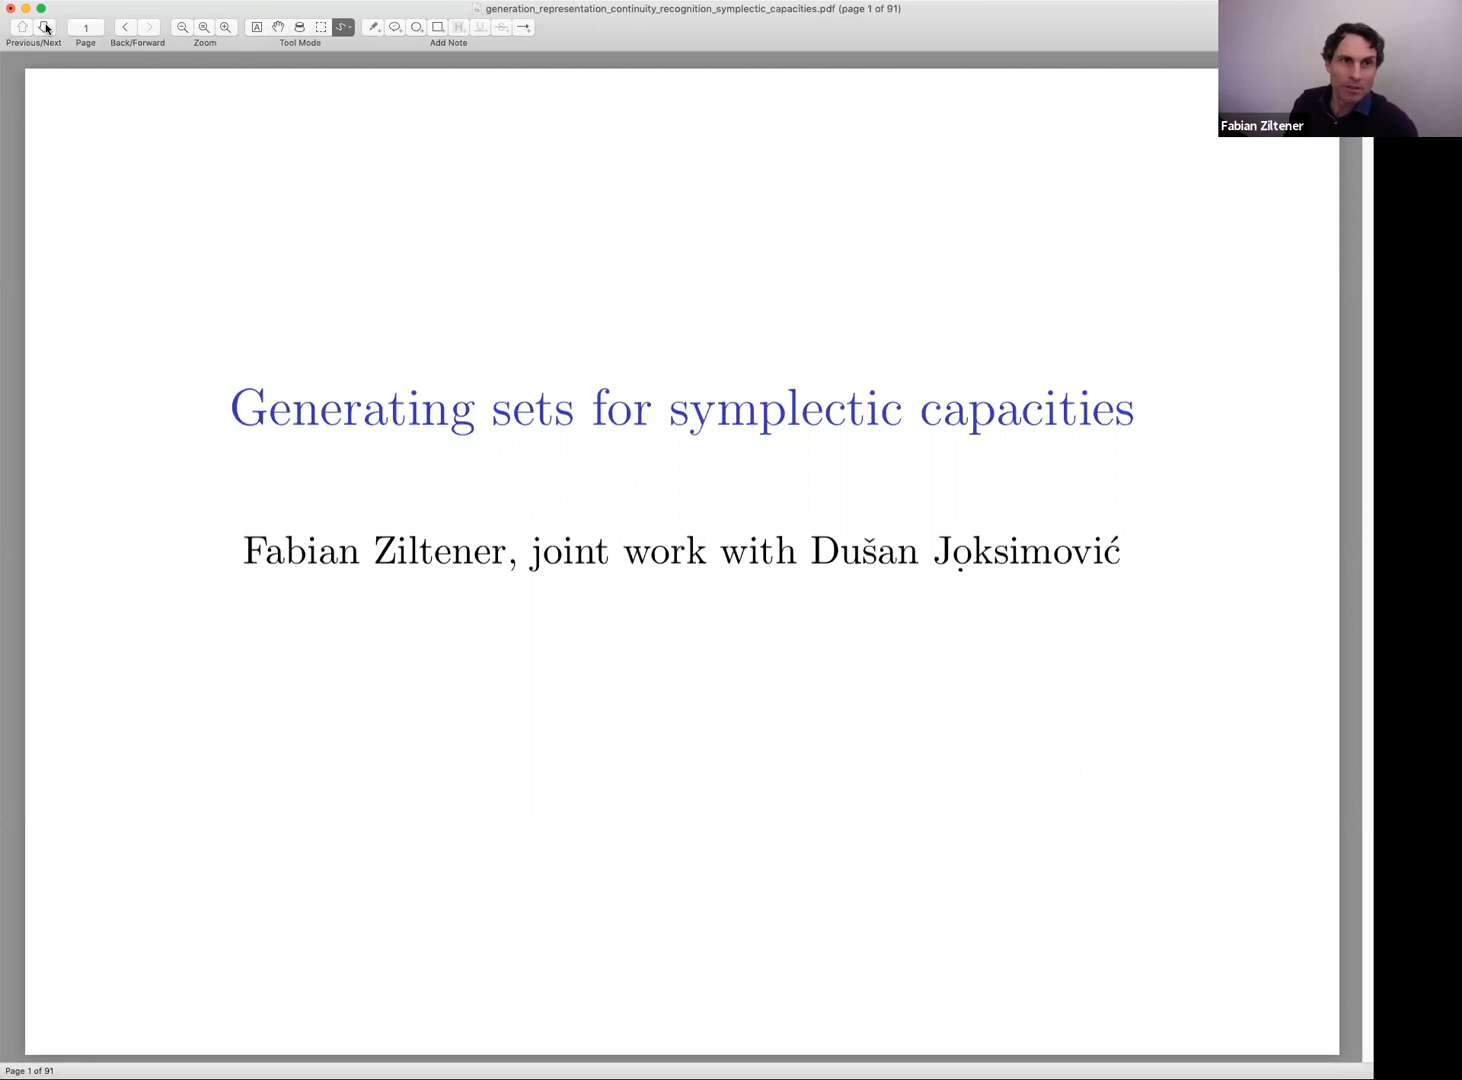 generation_representation_continuity_recognition_symplectic_capacities.pdf (page 1 of 91)
1
Previous/Next Page Back/Forward Zoom Tool Mode Add Note
Fabian Ziltener
Generating sets for symplectic capacities
Fabian Ziltener, joint work with Dušan Jọksimović
Page 1 of 91